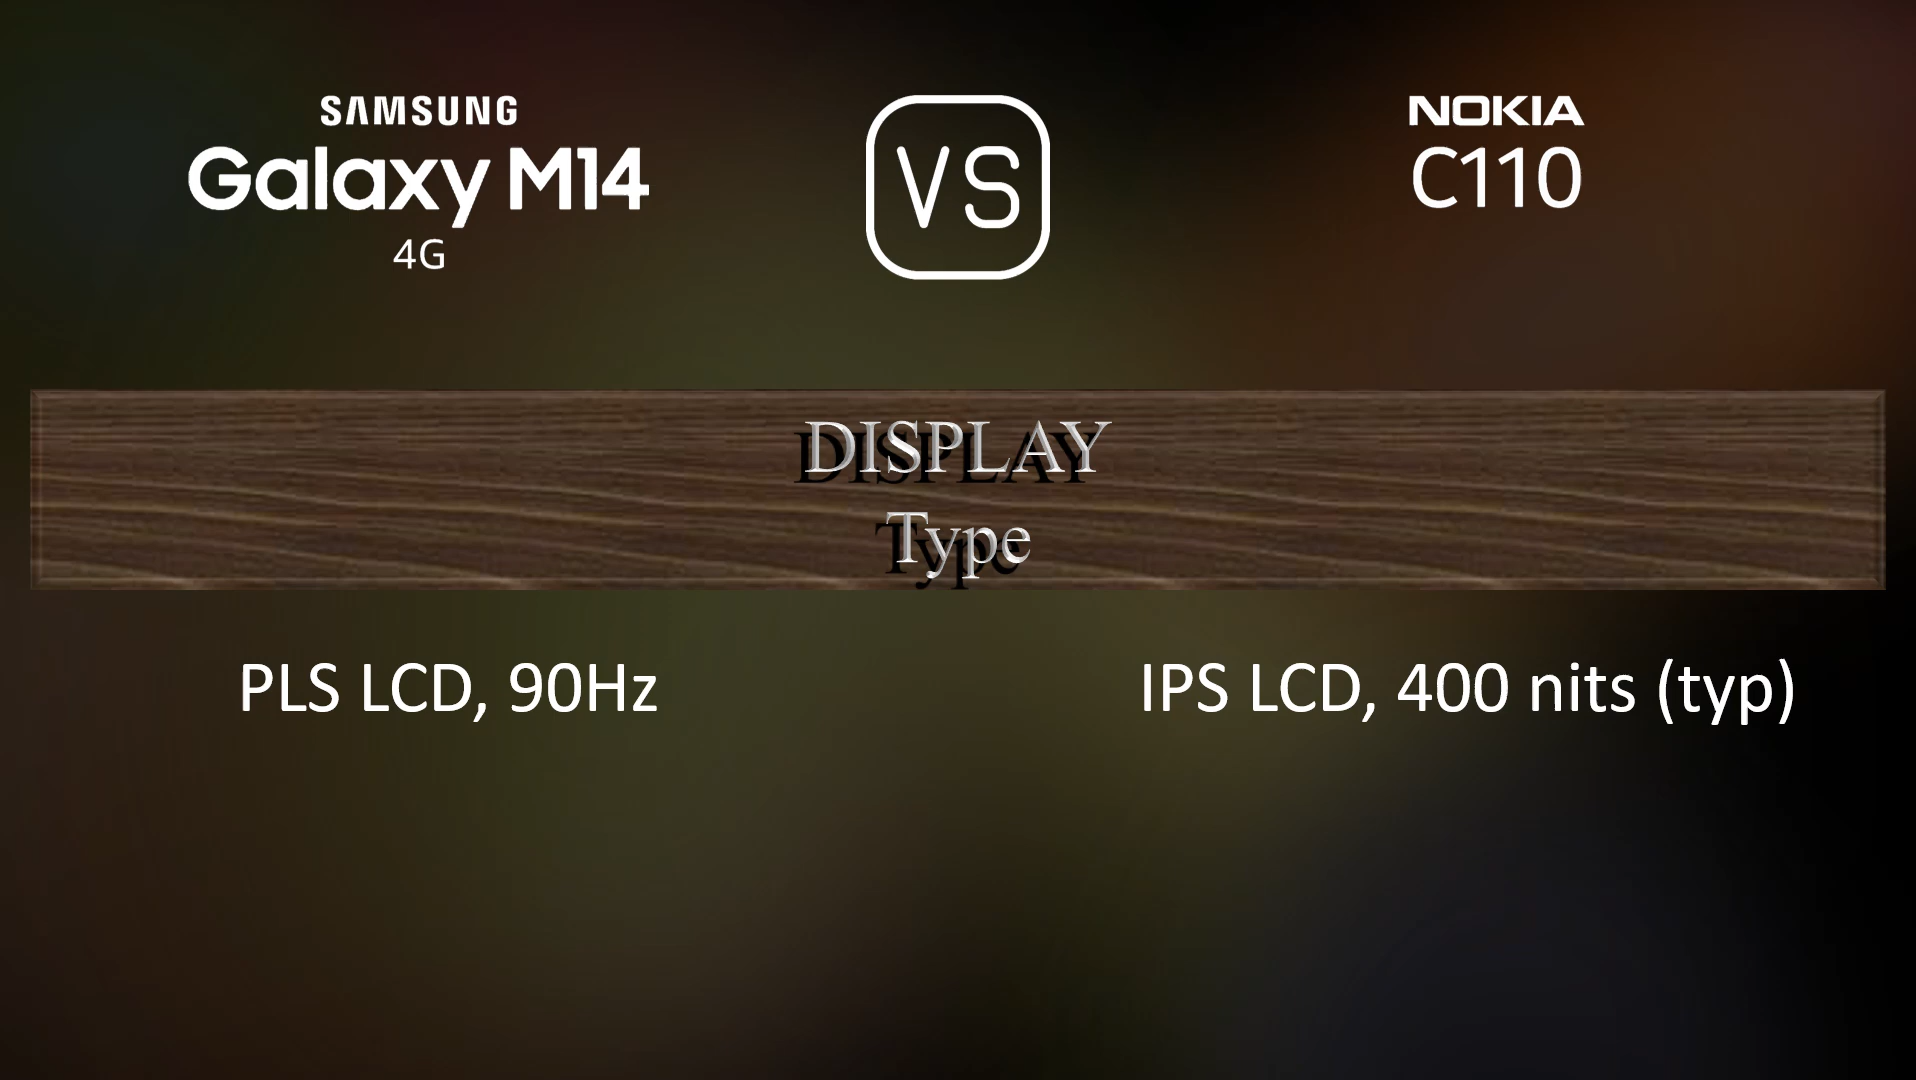 SAMSUNG
Galaxy M14
4G
VS
NOKIA
C110
DISPLAY
Type
PLS LCD, 90Hz
IPS LCD, 400 nits (typ)